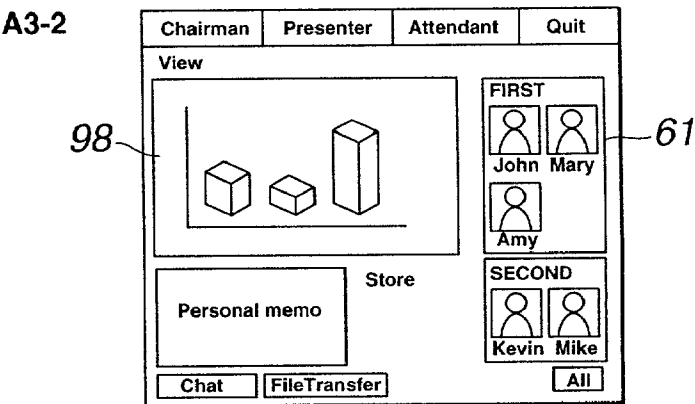 A3-2
Chairman Presenter Attendant Quit
View
98
FIRST
61
John Mary
Amy
Store
Personal memo
SECOND
Kevin Mike
Chat FileTransfer
All